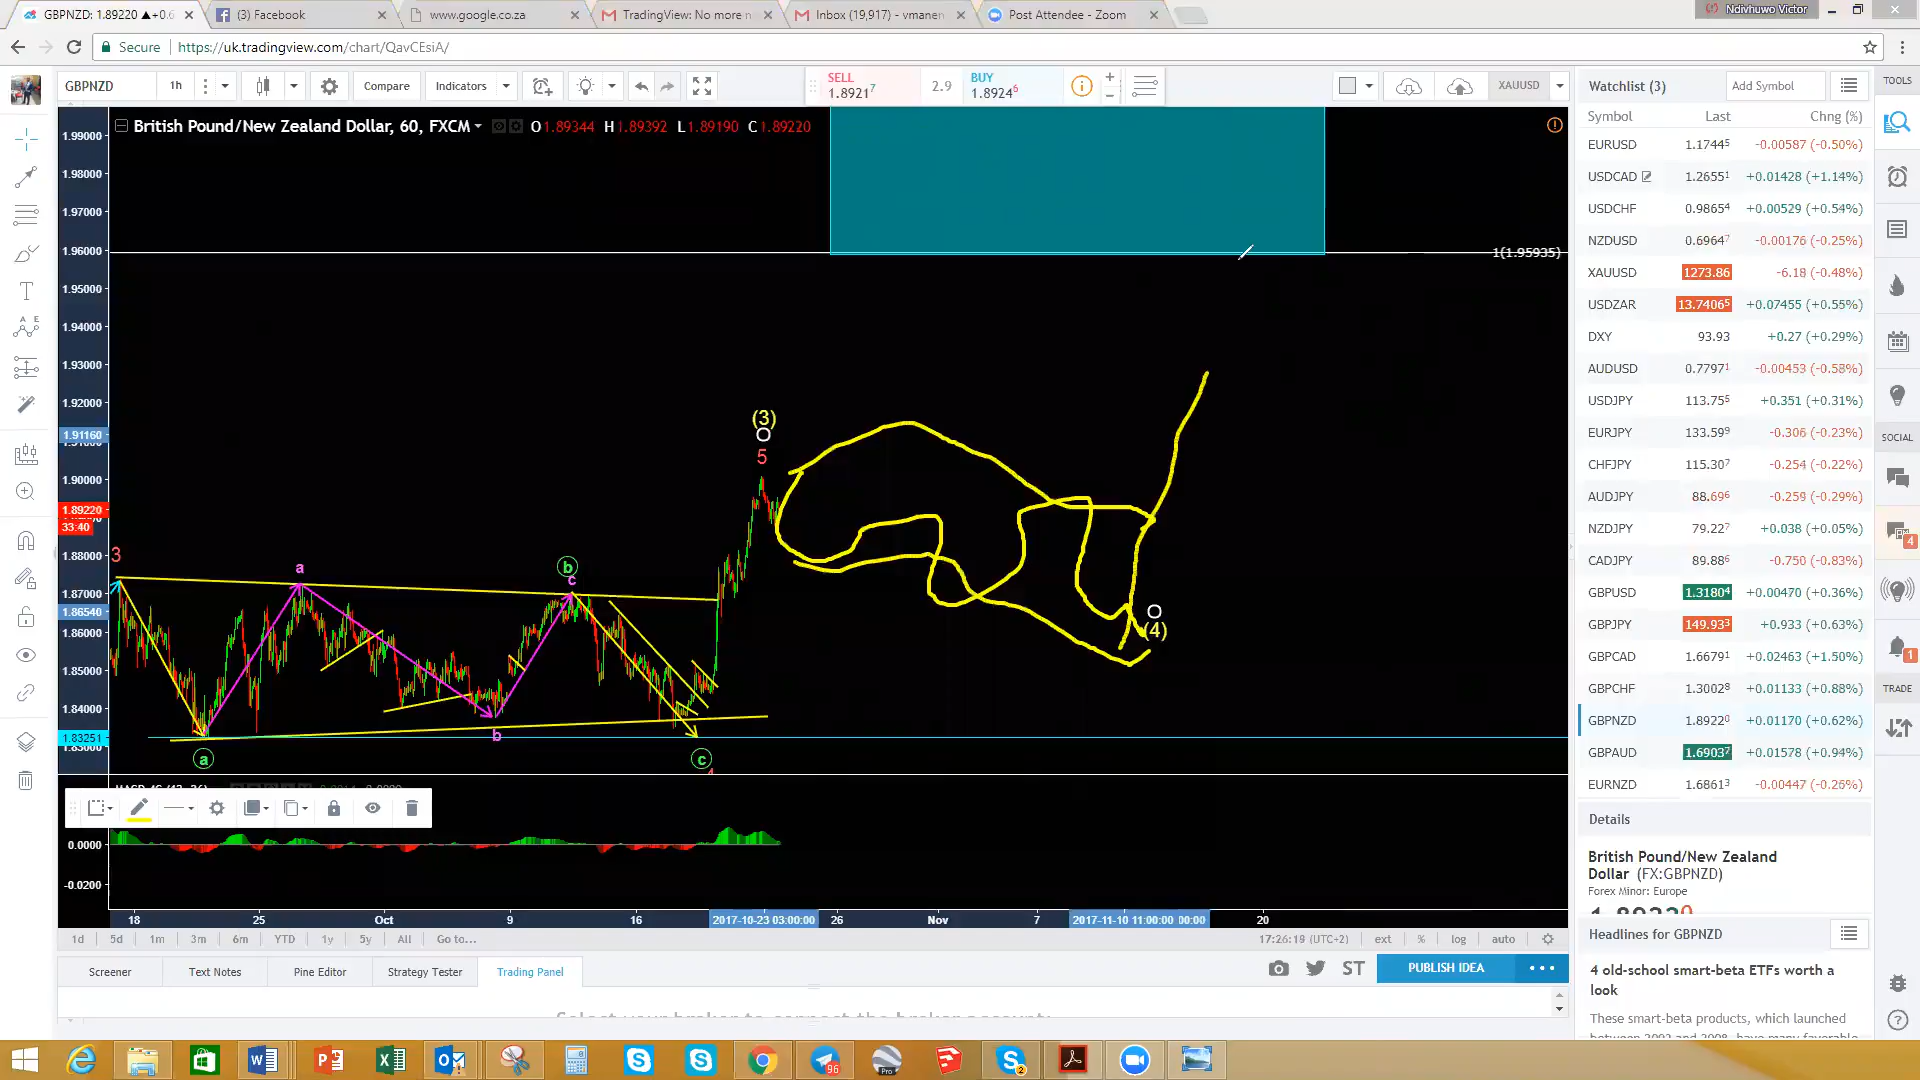 GBPNZD: 1.89220 ▲+0.6
(3) Facebook
www.google.co.za
TradingView: No more n
Inbox (19,917) - vmanen
Post Attendee - Zoom
Ndivhuwo Victor
Secure
https://uk.tradingview.com/chart/QavCEsiA/
GBPNZD
1h
Compare
Indicators
SELL
1.8921⁷
2.9
BUY
1.8924⁶
XAUUSD
British Pound/New Zealand Dollar, 60, FXCM
O1.89344 H1.89392 L1.89190 C1.89220
1.99000
1.98000
1.97000
1.96000
1(1.95935)
1.95000
1.94000
1.93000
1.92000
1.91160
1.90000
1.89220
33:40
1.88000
1.87000
1.86540
1.86000
1.85000
1.84000
1.83251
(3)
O
5
3
a
b
c
a
b
c
O
(4)
0.0000
-0.0200
18
25
Oct
9
16
2017-10-23 03:00:00
26
Nov
7
2017-11-10 11:00:00
00:00
20
1d
5d
1m
3m
6m
YTD
1y
5y
All
Go to...
17:26:19 (UTC+2)
ext
%
log
auto
Screener
Text Notes
Pine Editor
Strategy Tester
Trading Panel
ST
PUBLISH IDEA
Watchlist (3)
Add Symbol
Symbol Last Chng (%)
EURUSD 1.1744⁵ -0.00587 (-0.50%)
USDCAD 1.2655¹ +0.01428 (+1.14%)
USDCHF 0.9865⁴ +0.00529 (+0.54%)
NZDUSD 0.6964⁷ -0.00176 (-0.25%)
XAUUSD 1273.86 -6.18 (-0.48%)
USDZAR 13.7406⁵ +0.07455 (+0.55%)
DXY 93.93 +0.27 (+0.29%)
AUDUSD 0.7797¹ -0.00453 (-0.58%)
USDJPY 113.75⁵ +0.351 (+0.31%)
EURJPY 133.59⁹ -0.306 (-0.23%)
CHFJPY 115.30⁷ -0.254 (-0.22%)
AUDJPY 88.69⁶ -0.259 (-0.29%)
NZDJPY 79.22⁷ +0.038 (+0.05%)
CADJPY 89.88⁶ -0.750 (-0.83%)
GBPUSD 1.3180⁴ +0.00470 (+0.36%)
GBPJPY 149.93³ +0.933 (+0.63%)
GBPCAD 1.6679¹ +0.02463 (+1.50%)
GBPCHF 1.3002⁸ +0.01133 (+0.88%)
GBPNZD 1.8922⁰ +0.01170 (+0.62%)
GBPAUD 1.6903⁷ +0.01578 (+0.94%)
EURNZD 1.6861³ -0.00447 (-0.26%)
Details
British Pound/New Zealand
Dollar (FX:GBPNZD)
Forex Minor: Europe
Headlines for GBPNZD
4 old-school smart-beta ETFs worth a
look
These smart-beta products, which launched
TOOLS
SOCIAL
4
1
TRADE
96
Pro
2